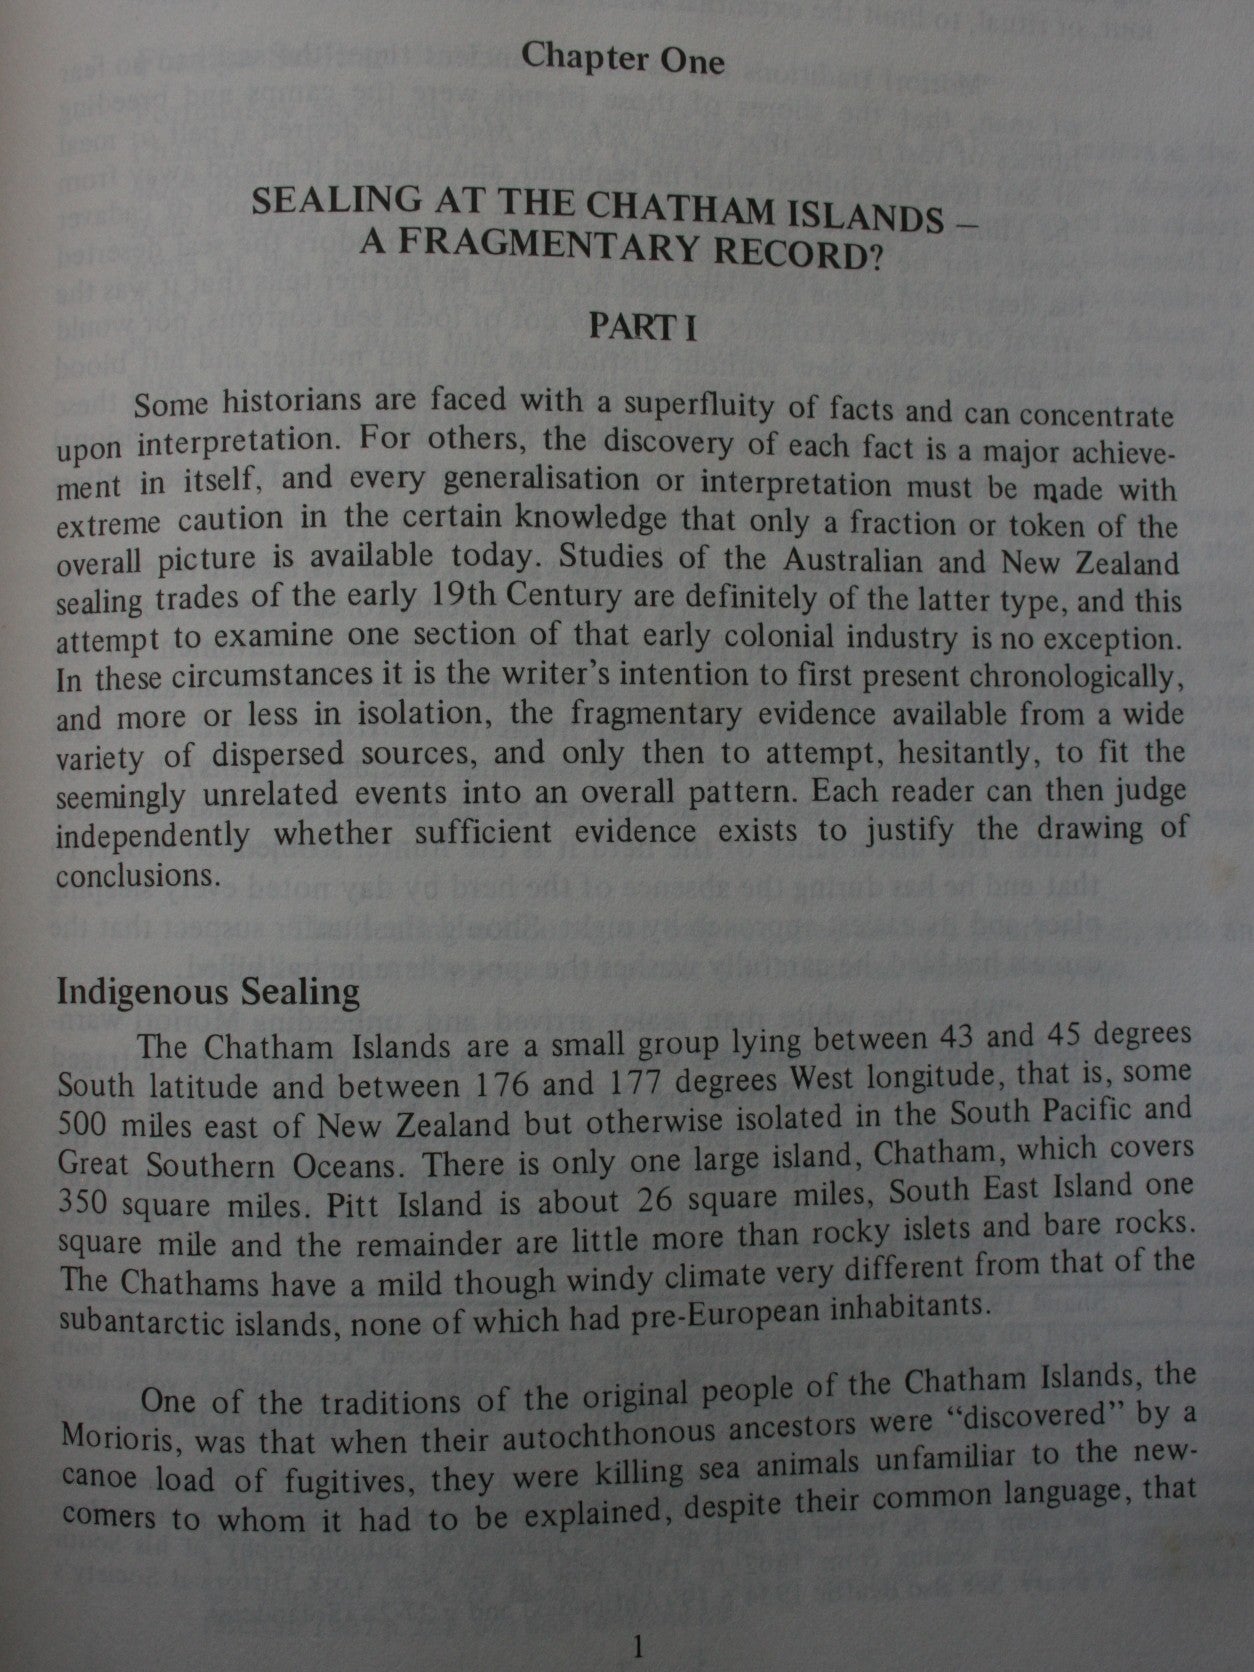 Chapter One
SEALING AT THE CHATHAM ISLANDS –
A FRAGMENTARY RECORD?
PART I
Some historians are faced with a superfluity of facts and can concentrate
upon interpretation. For others, the discovery of each fact is a major achieve-
ment in itself, and every generalisation or interpretation must be made with
extreme caution in the certain knowledge that only a fraction or token of the
overall picture is available today. Studies of the Australian and New Zealand
sealing trades of the early 19th Century are definitely of the latter type, and this
attempt to examine one section of that early colonial industry is no exception.
In these circumstances it is the writer's intention to first present chronologically,
and more or less in isolation, the fragmentary evidence available from a wide
variety of dispersed sources, and only then to attempt, hesitantly, to fit the
seemingly unrelated events into an overall pattern. Each reader can then judge
independently whether sufficient evidence exists to justify the drawing of
conclusions.
Indigenous Sealing
The Chatham Islands are a small group lying between 43 and 45 degrees
South latitude and between 176 and 177 degrees West longitude, that is, some
500 miles east of New Zealand but otherwise isolated in the South Pacific and
Great Southern Oceans. There is only one large island, Chatham, which covers
350 square miles. Pitt Island is about 26 square miles, South East Island one
square mile and the remainder are little more than rocky islets and bare rocks.
The Chathams have a mild though windy climate very different from that of the
subantarctic islands, none of which had pre-European inhabitants.
One of the traditions of the original people of the Chatham Islands, the
Morioris, was that when their autochthonous ancestors were "discovered" by a
canoe load of fugitives, they were killing sea animals unfamiliar to the new-
comers to whom it had to be explained, despite their common language, that
1